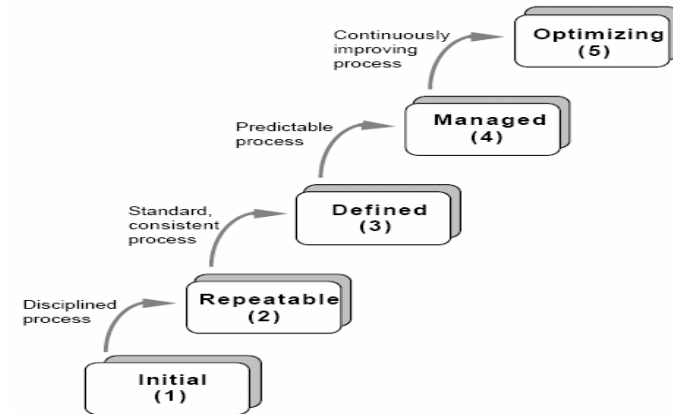 Continuously
improving
process
Optimizing
(5)
Predictable
process
Managed
(4)
Standard,
consistent
process
Defined
(3)
Disciplined
process
Repeatable
(2)
Initial
(1)